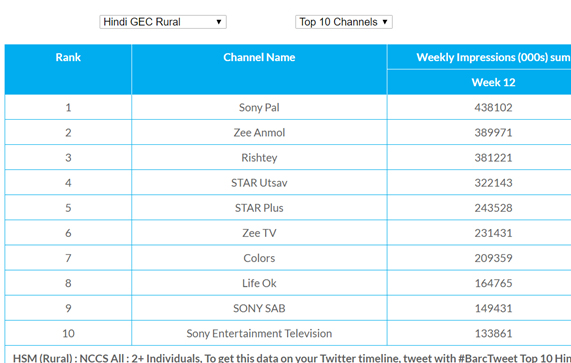 Hindi GEC Rural Top 10 Channels
Rank Channel Name Weekly Impressions (000s) sum
Week 12
1 Sony Pal 438102
2 Zee Anmol 389971
3 Rishtey 381221
4 STAR Utsav 322143
5 STAR Plus 243528
6 Zee TV 231431
7 Colors 209359
8 Life Ok 164765
9 SONY SAB 149431
10 Sony Entertainment Television 133861
HSM (Rural) : NCCS All : 2+ Individuals, To get this data on your Twitter timeline, tweet with #BarcTweet Top 10 Hin